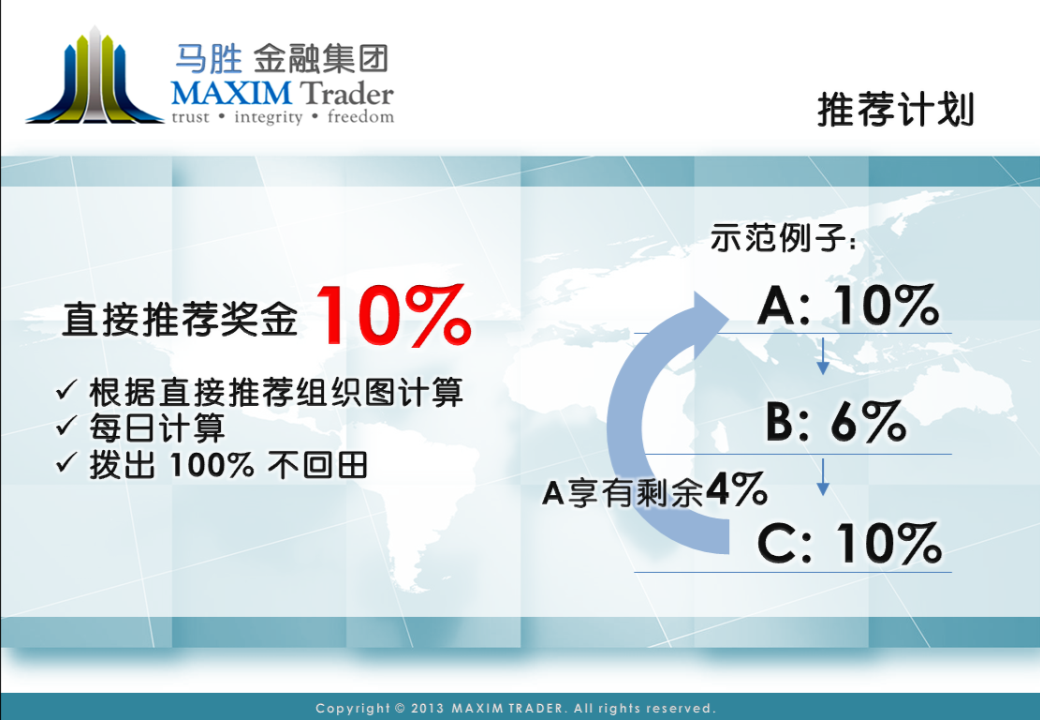 马胜 金融集团
MAXIM Trader
trust • integrity • freedom
推荐计划
直接推荐奖金 10%
✓ 根据直接推荐组织图计算
✓ 每日计算
✓ 拨出 100% 不回田
示范例子:
A: 10%
B: 6%
A享有剩余4%
C: 10%
Copyright © 2013 MAXIM TRADER. All rights reserved.